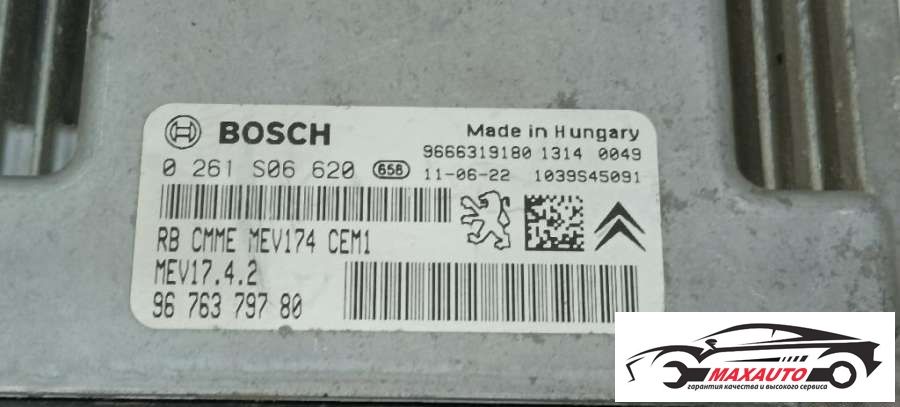 BOSCH
Made in Hungary
9666319180 1314 0049
0 261 S06 620 658 11-06-22 1039S45091
RB CMME MEV174 CEM1
MEV17.4.2
96 763 797 80
MAXAUTO
гарантия качества и высокого сервиса